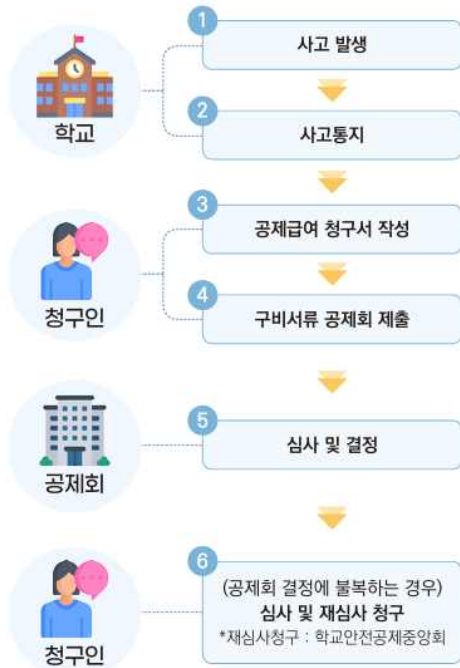 1
사고 발생
학교
2
사고통지
3
공제급여 청구서 작성
청구인
4
구비서류 공제회 제출
5
심사 및 결정
공제회
6
(공제회 결정에 불복하는 경우)
심사 및 재심사 청구
*재심사청구 : 학교안전공제중앙회
청구인